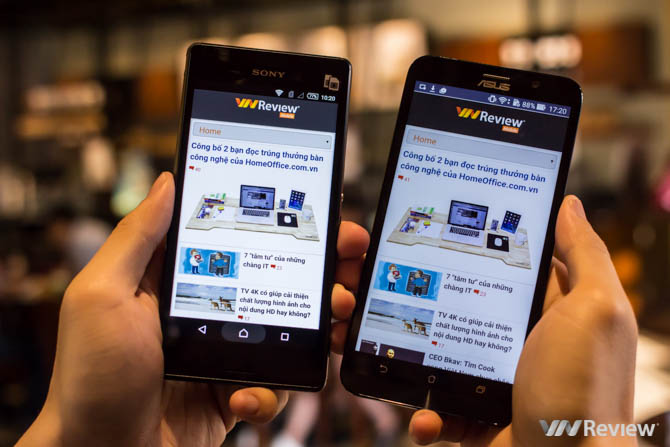 SONY
77% 10:20
VnReview
Mobile
Home
Công bố 2 bạn đọc trúng thưởng bàn
công nghệ của HomeOffice.com.vn
40
7 "tâm tư" của những
chàng IT 23
TV 4K có giúp cải thiện
chất lượng hình ảnh cho
nội dung HD hay không?
17
ASUS
88% 17:20
VnReview
Mobile
Home
Công bố 2 bạn đọc trúng thưởng bàn
công nghệ của HomeOffice.com.vn
41
7 "tâm tư" của những
chàng IT 23
TV 4K có giúp cải thiện
chất lượng hình ảnh cho
nội dung HD hay không?
17
CEO Bkav: Tim Cook
VnReview